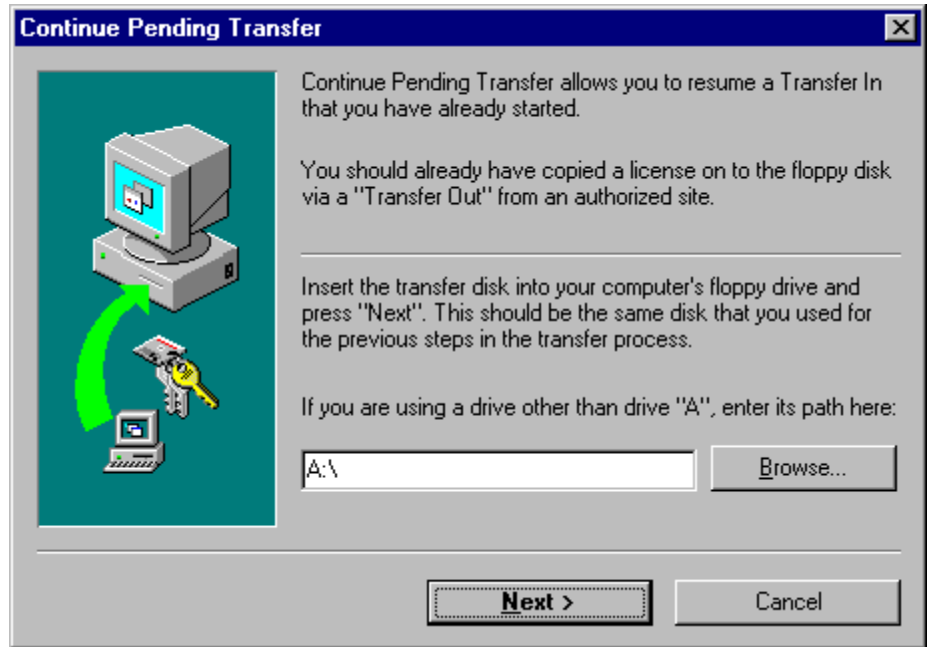 Continue Pending Transfer
Continue Pending Transfer allows you to resume a Transfer In
that you have already started.
You should already have copied a license on to the floppy disk
via a "Transfer Out" from an authorized site.
Insert the transfer disk into your computer's floppy drive and
press "Next". This should be the same disk that you used for
the previous steps in the transfer process.
If you are using a drive other than drive "A", enter its path here:
A:\
Browse...
Next >
Cancel